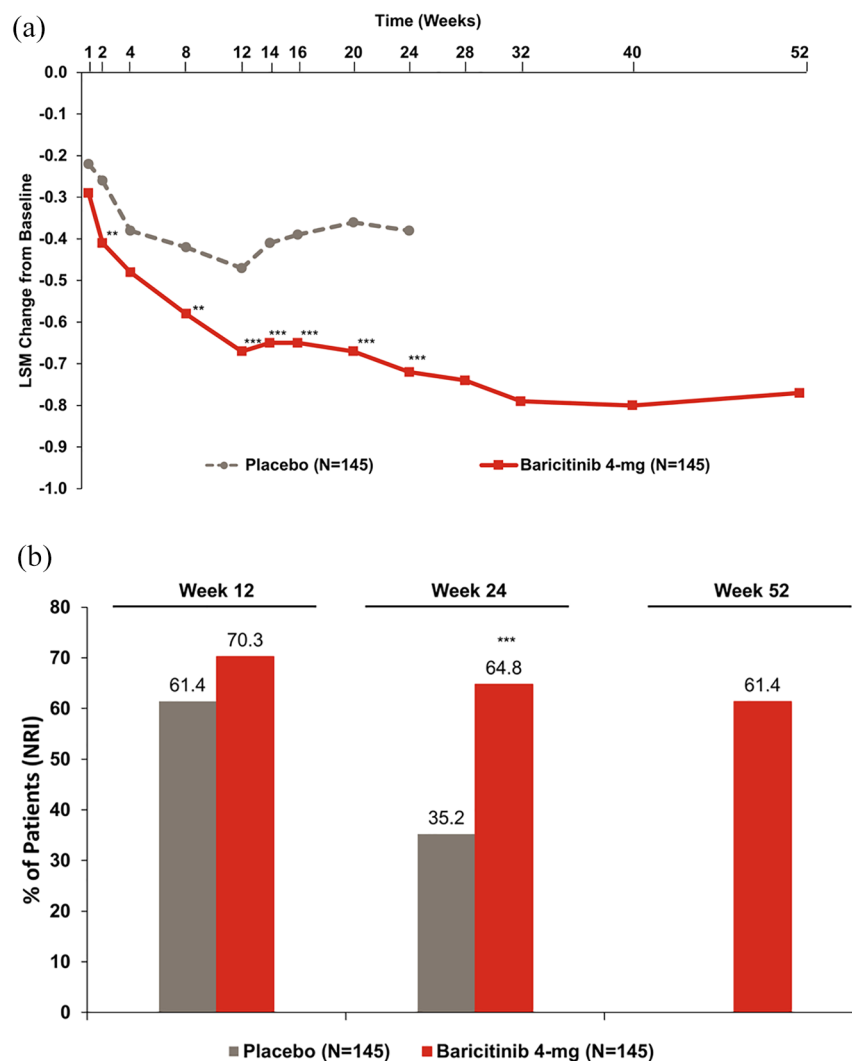 (a)
Time (Weeks)
1 2 4 8 12 14 16 20 24 28 32 40 52
0.0
-0.1
-0.2
-0.3
-0.4
-0.5
-0.6
-0.7
-0.8
-0.9
-1.0
LSM Change from Baseline
**
**
*** *** ***
***
***
Placebo (N=145) Baricitinib 4-mg (N=145)
(b)
Week 12 Week 24 Week 52
80
70
60
50
40
30
20
10
0
% of Patients (NRI)
61.4 70.3 35.2 *** 64.8 61.4
Placebo (N=145) Baricitinib 4-mg (N=145)